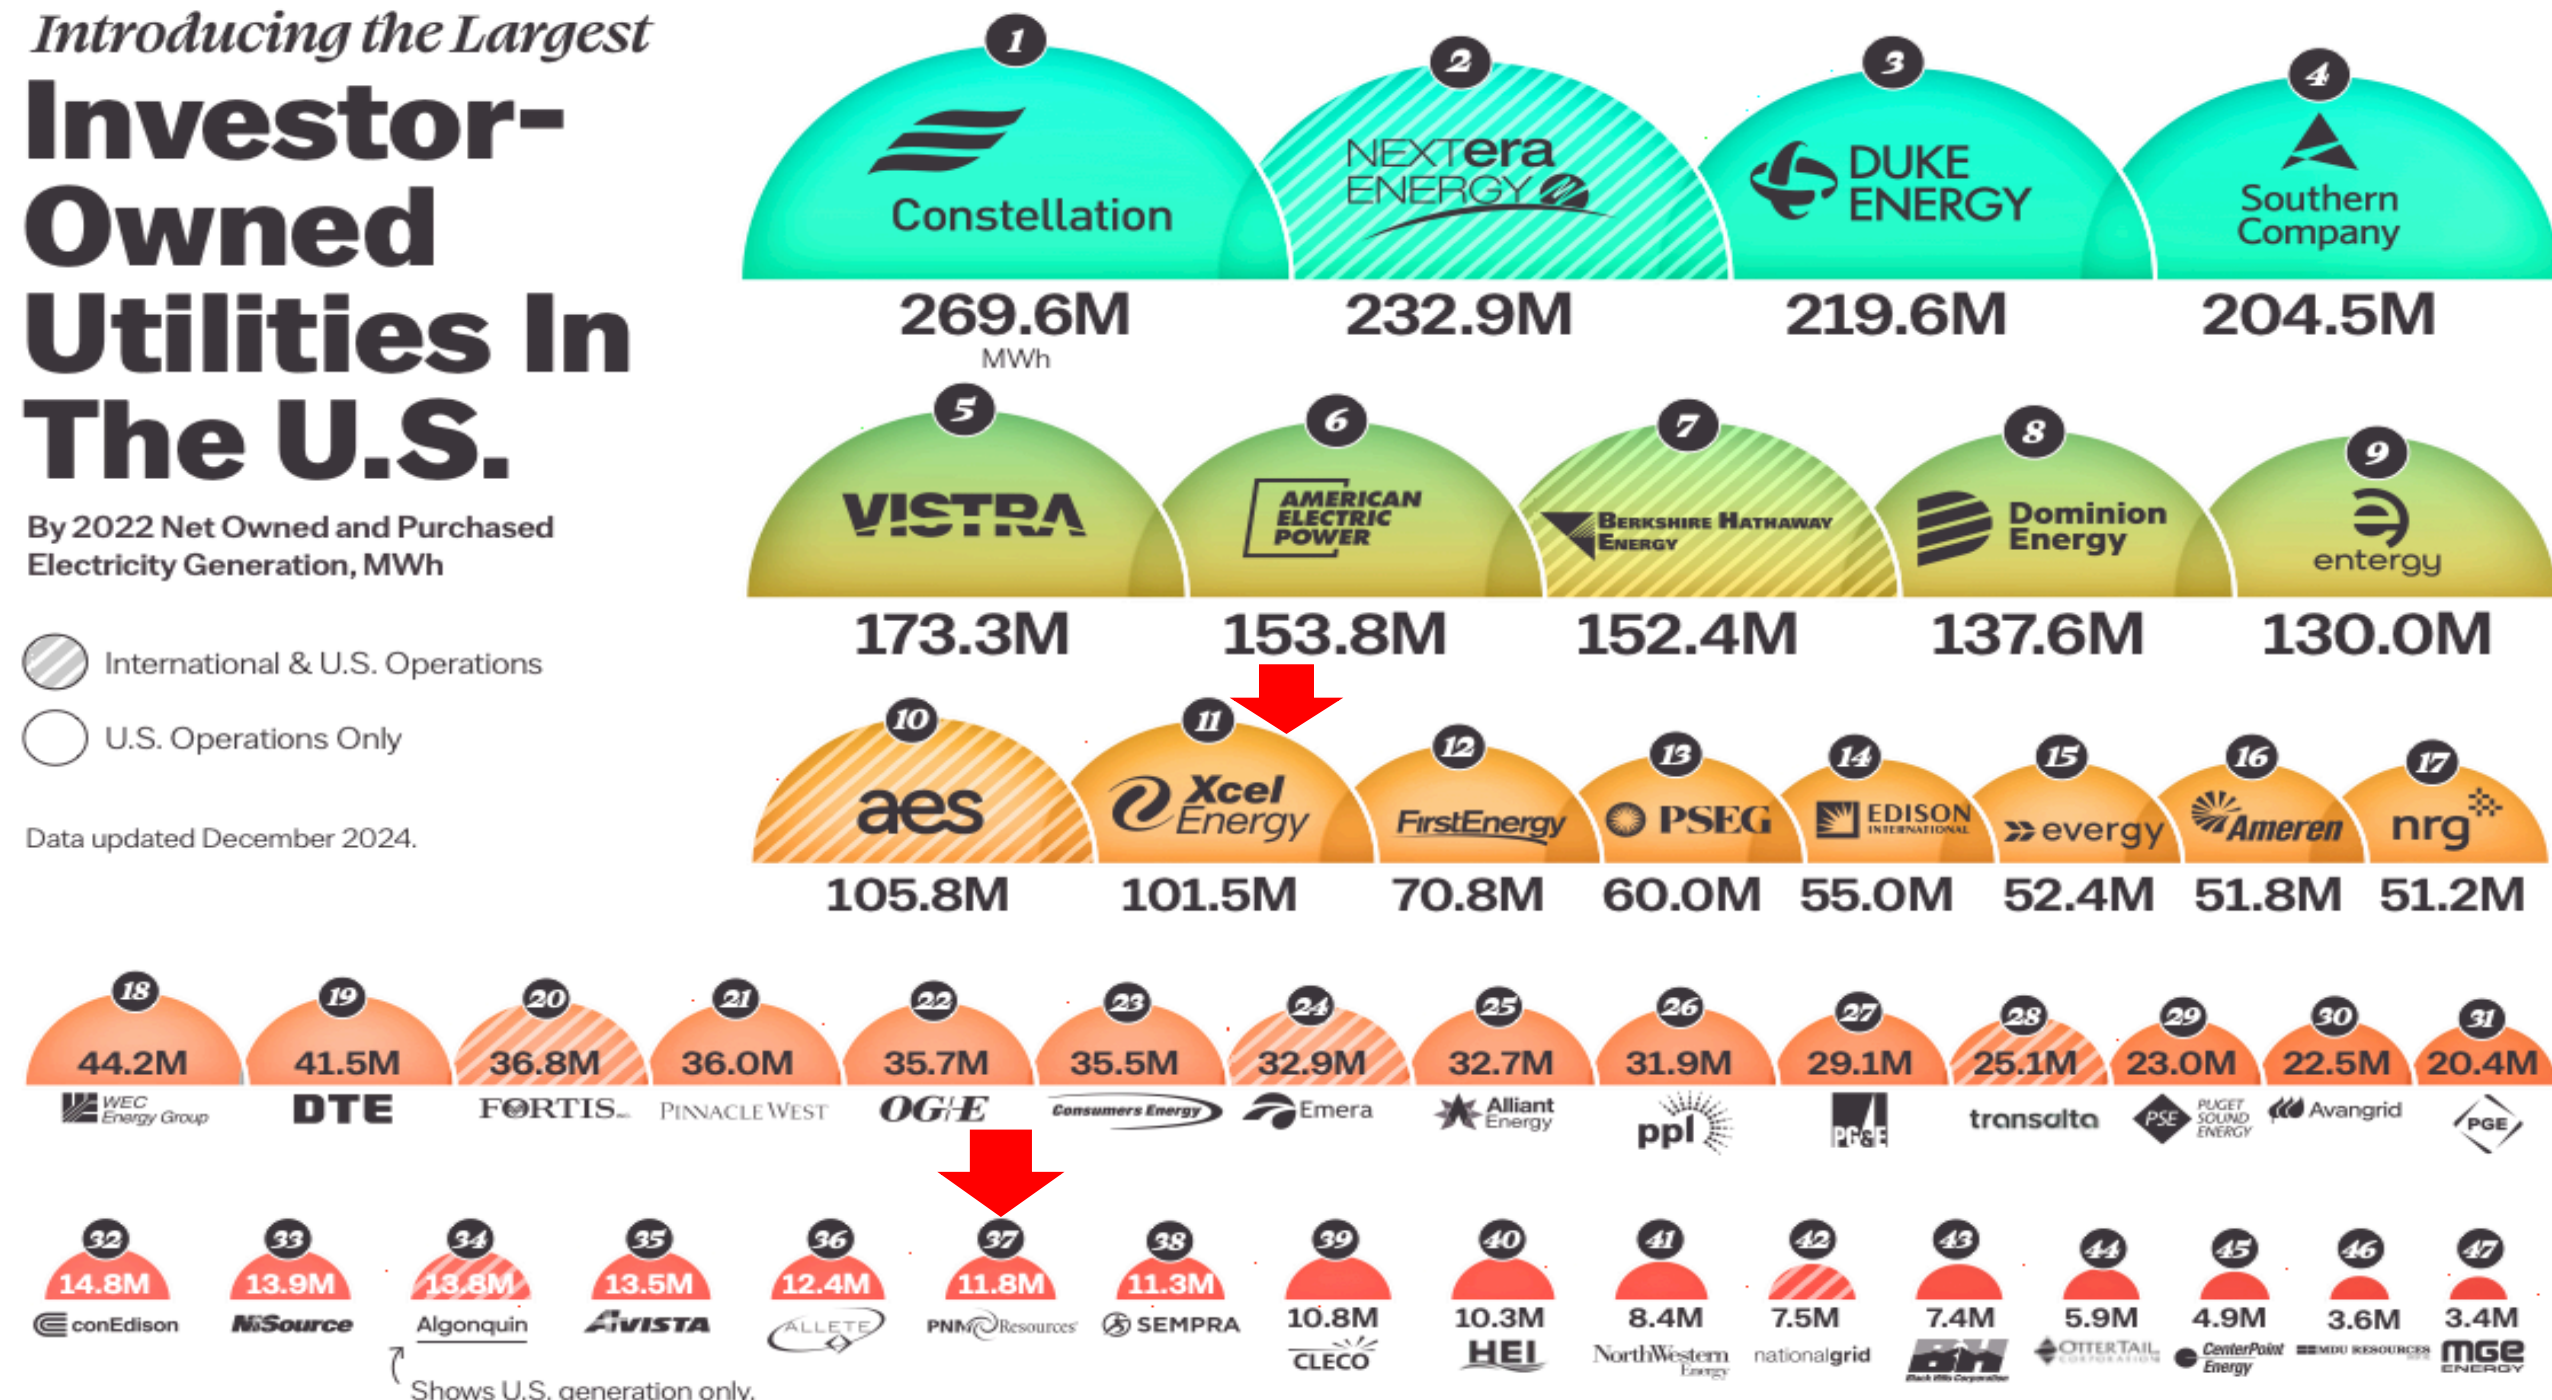 Introducing the Largest
Investor-
Owned
Utilities In
The U.S.
By 2022 Net Owned and Purchased
Electricity Generation, MWh
International & U.S. Operations
U.S. Operations Only
Data updated December 2024.
1
Constellation
269.6M
MWh
2
NEXTera
ENERGY
232.9M
3
DUKE
ENERGY
219.6M
4
Southern
Company
204.5M
5
VISTRA
173.3M
6
AMERICAN
ELECTRIC
POWER
153.8M
7
BERKSHIRE HATHAWAY
ENERGY
152.4M
8
Dominion
Energy
137.6M
9
entergy
130.0M
10
aes
105.8M
11
Xcel
Energy
101.5M
12
FirstEnergy
70.8M
13
PSEG
60.0M
14
EDISON
INTERNATIONAL
55.0M
15
evergy
52.4M
16
Ameren
51.8M
17
nrg
51.2M
18
44.2M
WEC
Energy Group
19
41.5M
DTE
20
36.8M
FORTIS INC.
21
36.0M
PINNACLE WEST
22
35.7M
OG+E
23
35.5M
Consumers Energy
24
32.9M
Emera
25
32.7M
Alliant
Energy
26
31.9M
ppl
27
29.1M
PG&E
28
25.1M
transalta
29
23.0M
PSE
PUGET
SOUND
ENERGY
30
22.5M
Avangrid
31
20.4M
PGE
32
14.8M
conEdison
33
13.9M
NiSource
34
13.8M
Algonquin
Shows U.S. generation only.
35
13.5M
AVISTA
36
12.4M
ALLETE
37
11.8M
PNM Resources
38
11.3M
SEMPRA
39
10.8M
CLECO
40
10.3M
HEI
41
8.4M
NorthWestern
Energy
42
7.5M
nationalgrid
43
7.4M
BH
Black Hills Corporation
44
5.9M
OTTER TAIL
CORPORATION
45
4.9M
CenterPoint
Energy
46
3.6M
MDU RESOURCES
47
3.4M
mge
ENERGY